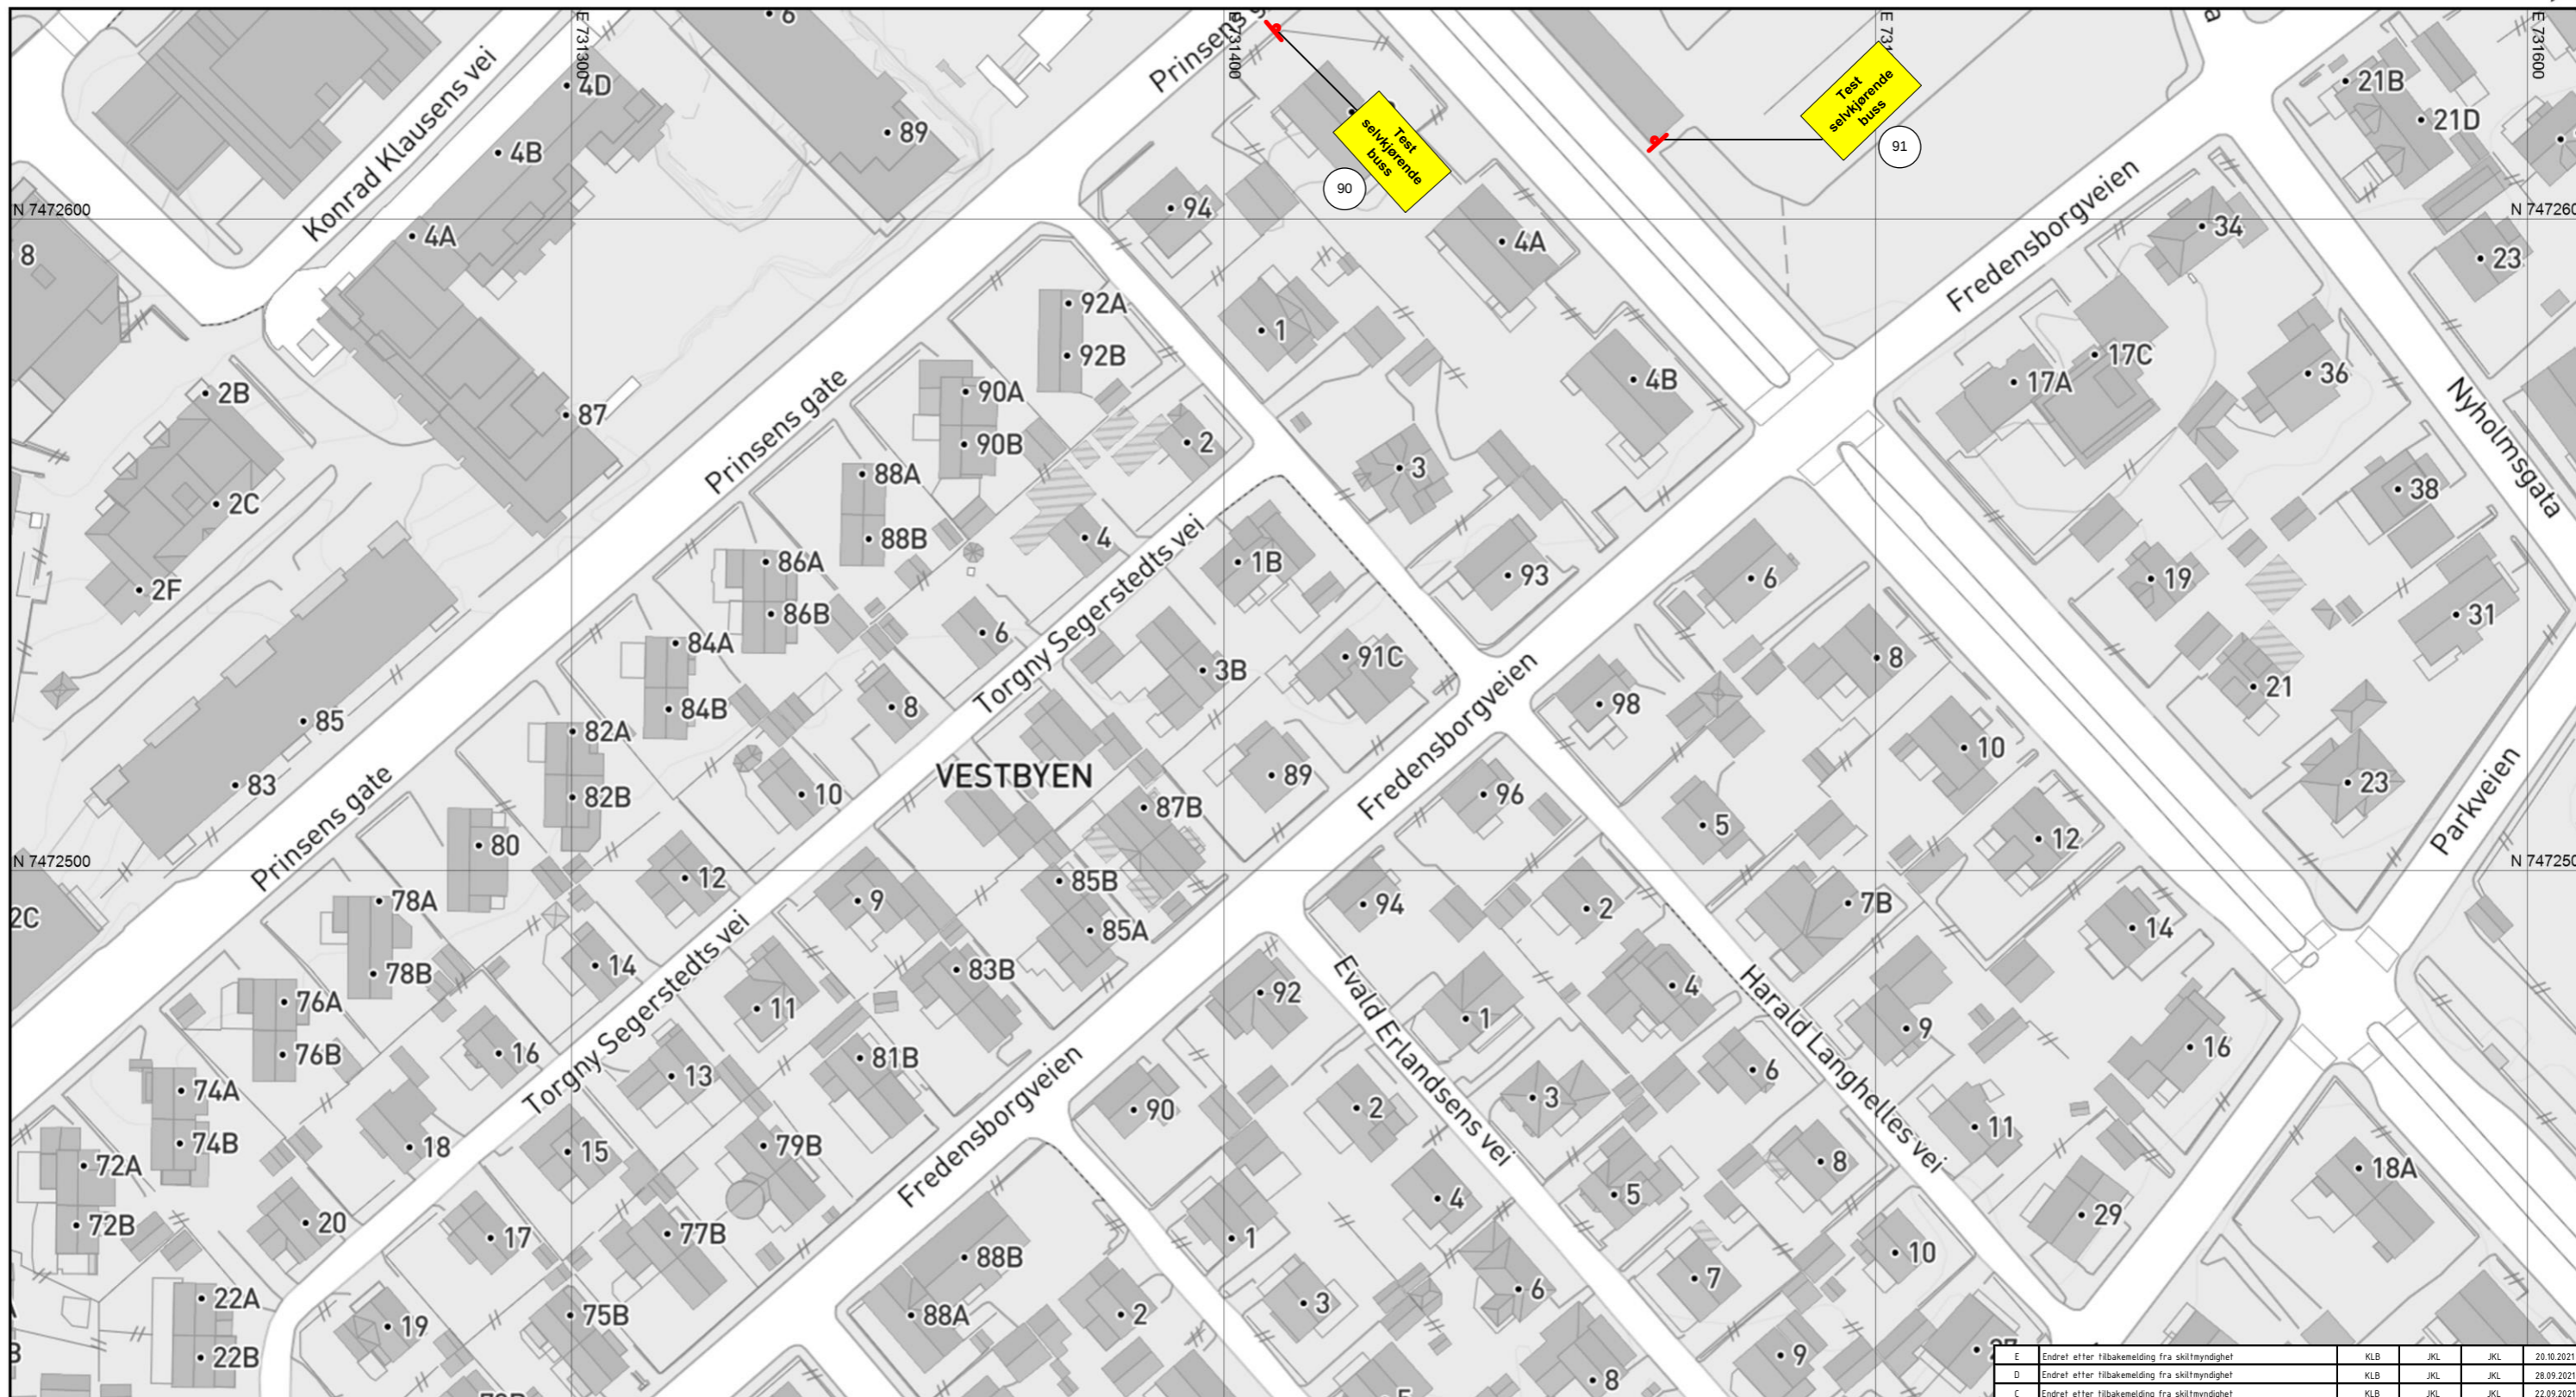 Konrad Klausens vei
E 731300
Prinsens
E 731400
E 731
E 731600
6
4D
4B
89
Test
selvkjørende
buss
90
Test
selvkjørende
buss
91
21B
21D
N 7472600
8
4A
94
4A
Fredensborgveien
34
23
92A
92B
1
4B
17C
17A
36
Nyholmsgata
2B
87
Prinsens gate
90A
90B
2
3
38
2C
88A
88B
4
1B
93
6
19
31
2F
86A
86B
6
Torgny Segerstedts vei
91C
3B
8
21
85
84A
84B
8
Fredensborgveien
98
10
23
Parkveien
83
82A
82B
10
VESTBYEN
89
87B
96
5
12
N 7472500
N 7472500
Prinsens gate
80
12
9
85B
85A
94
2
7B
14
2C
78A
78B
14
Torgny Segerstedts vei
11
83B
92
Evald Erlandsens vei
1
4
Harald Langhelles vei
9
16
76A
76B
16
13
81B
Fredensborgveien
90
2
3
6
11
74A
74B
18
15
79B
4
5
8
18A
72A
72B
20
17
77B
88B
1
6
7
10
29
22A
22B
19
75B
88A
2
3
8
9
E Endret etter tilbakemelding fra skiltmyndighet KLB JKL JKL 20.10.2021
D Endret etter tilbakemelding fra skiltmyndighet KLB JKL JKL 28.09.2021
C Endret etter tilbakemelding fra skiltmyndighet KLB JKL JKL 22.09.2021